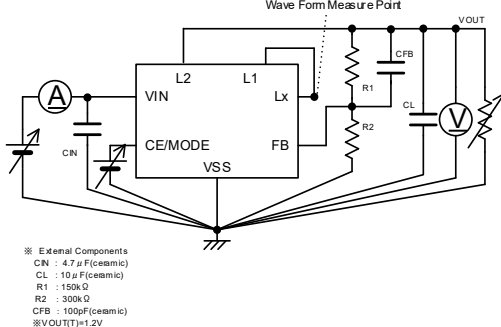 Wave Form Measure Point
VOUT
L2
L1
CFB
R1
A
VIN
Lx
CL
V
R2
CIN
CE/MODE
FB
VSS
※ External Components
CIN : 4.7μF(ceramic)
CL : 10μF(ceramic)
R1 : 150kΩ
R2 : 300kΩ
CFB : 100pF(ceramic)
※VOUT(T)=1.2V